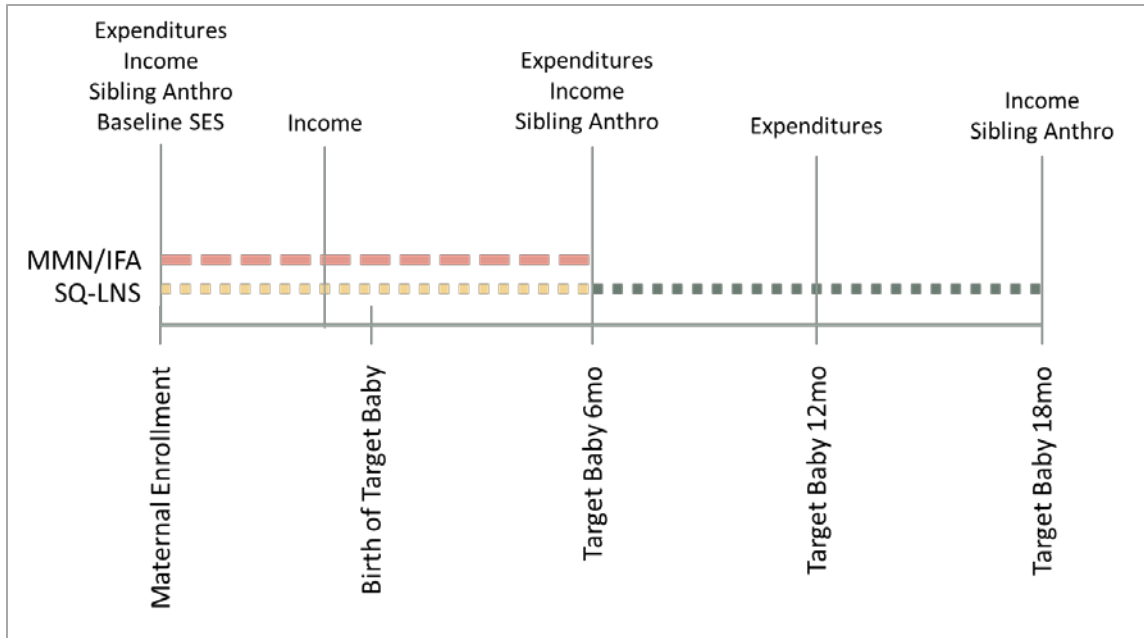 Expenditures
Income
Sibling Anthro
Baseline SES
Income
Expenditures
Income
Sibling Anthro
Expenditures
Income
Sibling Anthro
MMN/IFA
SQ-LNS
Maternal Enrollment
Birth of Target Baby
Target Baby 6mo
Target Baby 12mo
Target Baby 18mo